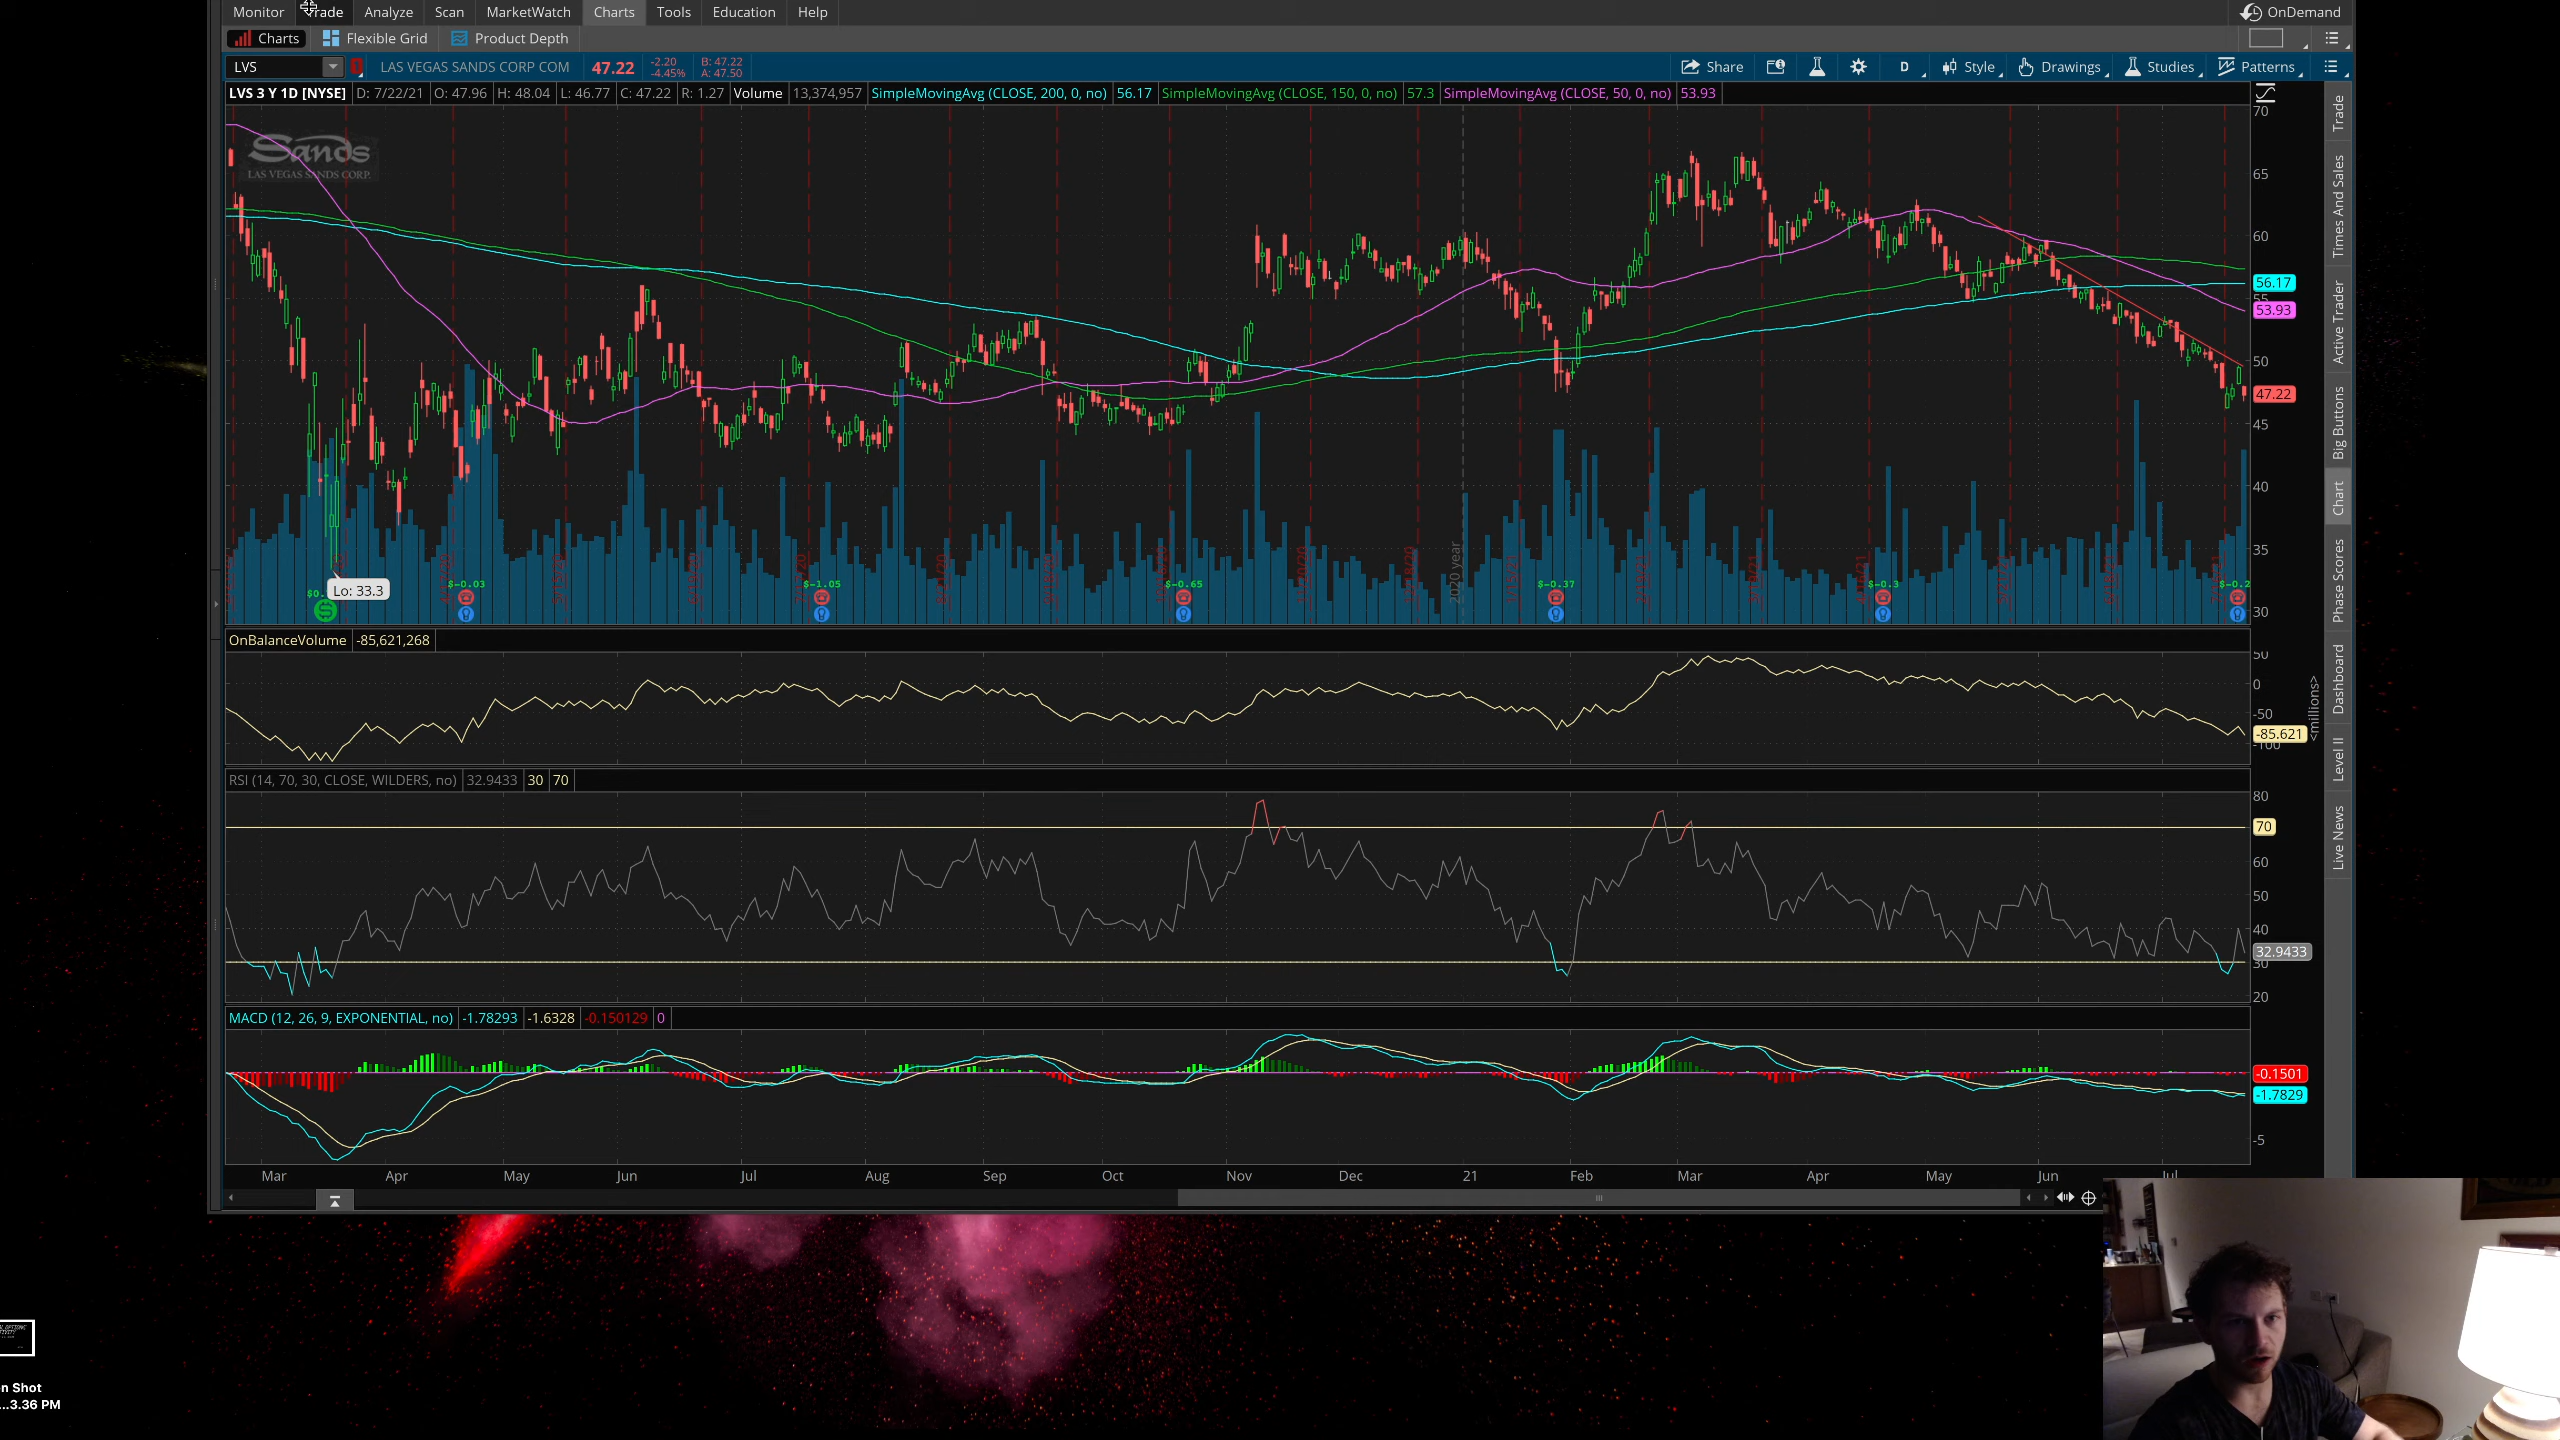 Monitor Trade Analyze Scan MarketWatch Charts Tools Education Help OnDemand
Charts Flexible Grid Product Depth
LVS LAS VEGAS SANDS CORP COM 47.22 -2.20 B: 47.22 Share D Style Drawings Studies Patterns
-4.45% A: 47.50
LVS 3 Y 1D [NYSE] D: 7/22/21 O: 47.96 H: 48.04 L: 46.77 C: 47.22 R: 1.27 Volume 13,374,957 SimpleMovingAvg (CLOSE, 200, 0, no) 56.17 SimpleMovingAvg (CLOSE, 150, 0, no) 57.3 SimpleMovingAvg (CLOSE, 50, 0, no) 53.93
Sands
LAS VEGAS SANDS CORP.
70
65
60
56.17
55
53.93
50
47.22
45
40
35
30
2020 year
Lo: 33.3
$-0.03 $-1.05 $-0.65 $-0.37 $-0.3 $-0.2
OnBalanceVolume -85,621,268
50
0
-50
-85.621
-100
<millions>
RSI (14, 70, 30, CLOSE, WILDERS, no) 32.9433 30 70
80
70
60
50
40
32.9433
30
20
MACD (12, 26, 9, EXPONENTIAL, no) -1.78293 -1.6328 -0.150129 0
-0.1501
-1.7829
-5
Mar Apr May Jun Jul Aug Sep Oct Nov Dec 21 Feb Mar Apr May Jun Jul
Trade
Times And Sales
Active Trader
Big Buttons
Chart
Phase Scores
Dashboard
Level II
Live News
n Shot
...3.36 PM